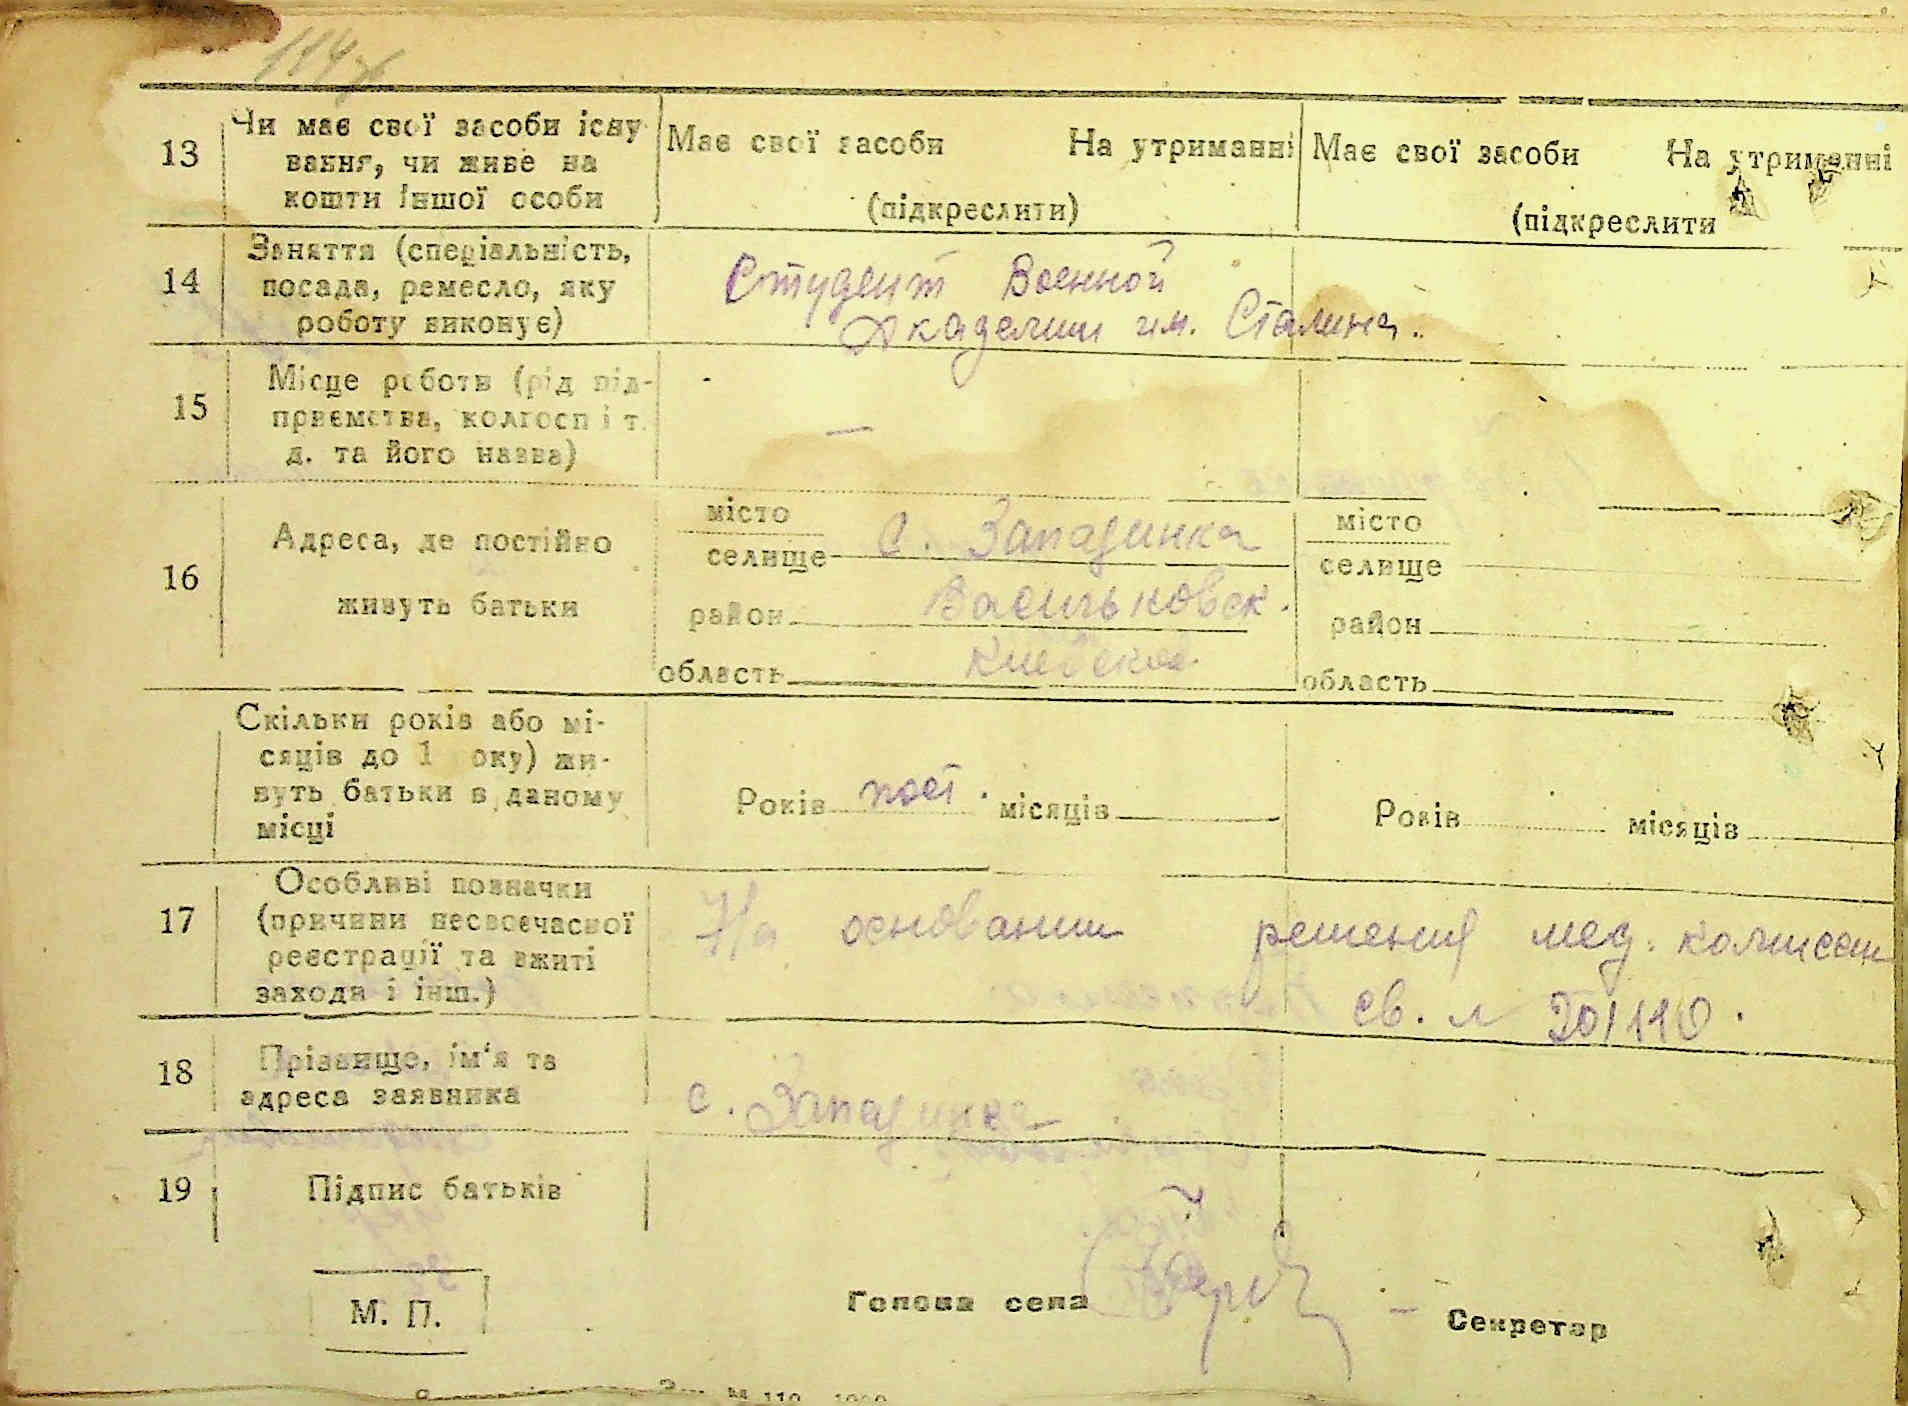 114
13
Чи має свої засоби існу
вання, чи живе на
кошти іншої особи
Має свої засоби На утриманні
(підкреслити)
Має свої засоби На утриманні
(підкреслити
14
Заняття (спеціальність,
посада, ремесло, яку
роботу виконує)
Студент Военной
Академии им. Сталина.
15
Місце роботи (рід під-
приємства, колгосп і т.
д. та його назва)
—
16
Адреса, де постійно
живуть батьки
місто
селище с. Западинка
район Васильковск.
область Киевское
місто
селище
район
область
Скільки років або мі-
сяців до 1 року) жи-
вуть батьки в даному
місці
Років пост. місяців
Років місяців
17
Особливі позначки
(причини несвоєчасної
реєстрації та вжиті
заходи і інш.)
На основании решения мед. комиссии
св. № 201110.
18
Прізвище, ім'я та
адреса заявника
с. Западинка
19
Підпис батьків
М. П.
Голова села
Секретар